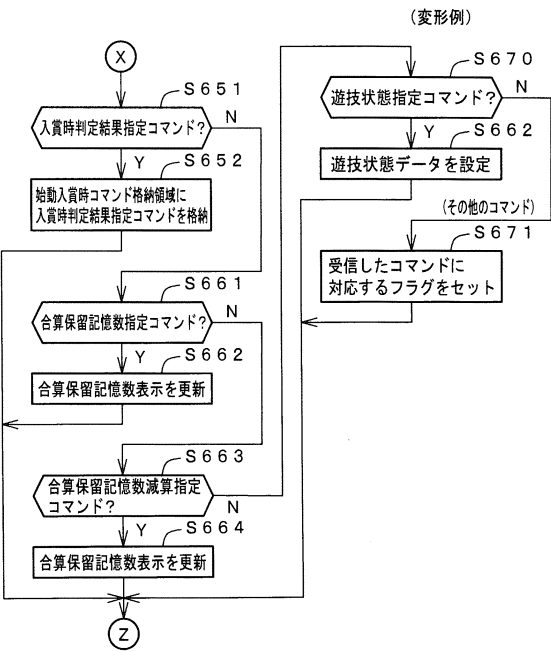 (変形例)
X
S651
入賞時判定結果指定コマンド?
N
Y
S652
始動入賞時コマンド格納領域に
入賞時判定結果指定コマンドを格納
S661
合算保留記憶数指定コマンド?
N
Y
S662
合算保留記憶数表示を更新
S663
合算保留記憶数減算指定
コマンド?
N
Y
S664
合算保留記憶数表示を更新
Z
S670
遊技状態指定コマンド?
N
Y
S662
遊技状態データを設定
(その他のコマンド)
S671
受信したコマンドに
対応するフラグをセット